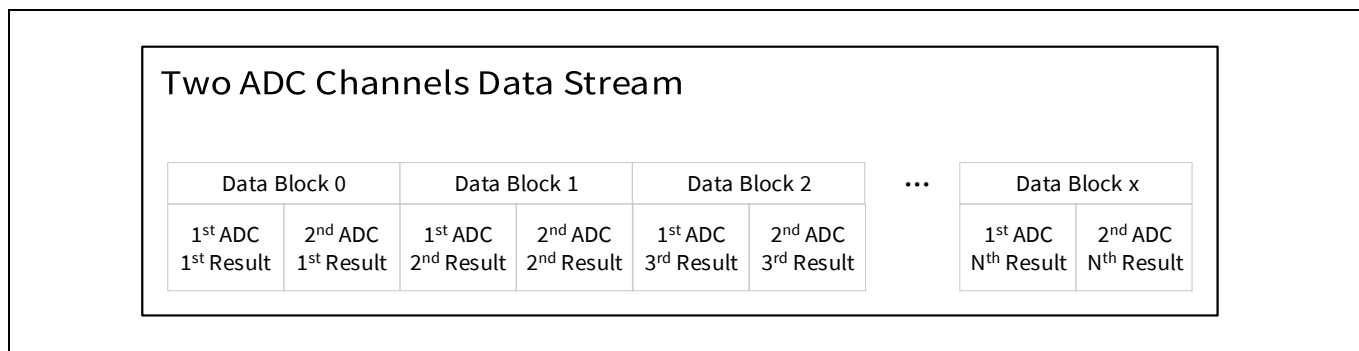 Two ADC Channels Data Stream
Data Block 0 Data Block 1 Data Block 2 ... Data Block x
1st ADC 2nd ADC 1st ADC 2nd ADC 1st ADC 2nd ADC 1st ADC 2nd ADC
1st Result 1st Result 2nd Result 2nd Result 3rd Result 3rd Result Nth Result Nth Result